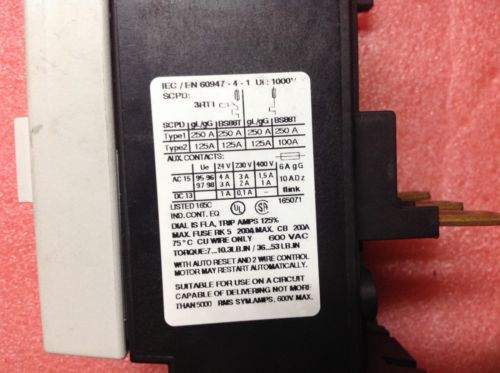 IEC / EN 60947 - 4 - 1 Ui: 1000V
SCPD:
3RT1
SCPD gL/gG BS88T gL/gG BS88T
Type1 250 A 250 A 250 A 250 A
Type2 125A 125A 125A 100A
AUX. CONTACTS:
Ue 24 V 230 V 400 V 6A gG
AC 15 95-96 4 A 3 A 1,5 A 10 A Dz
97-98 3 A 2 A 1 A flink
DC 13 1 A 0,1A -
LISTED 165C 165071
IND. CONT. EQ. UL SA
DIAL IS FLA, TRIP AMPS 125%
MAX. FUSE RK 5 200A MAX. CB 200A
75°C CU WIRE ONLY 600 VAC
TORQUE:7...10,3LB.IN / 36...53 LB.IN
WITH AUTO RESET AND 2 WIRE CONTROL
MOTOR MAY RESTART AUTOMATICALLY.
SUITABLE FOR USE ON A CIRCUIT
CAPABLE OF DELIVERING NOT MORE
THAN 5000 RMS SYM.AMPS, 600V MAX.